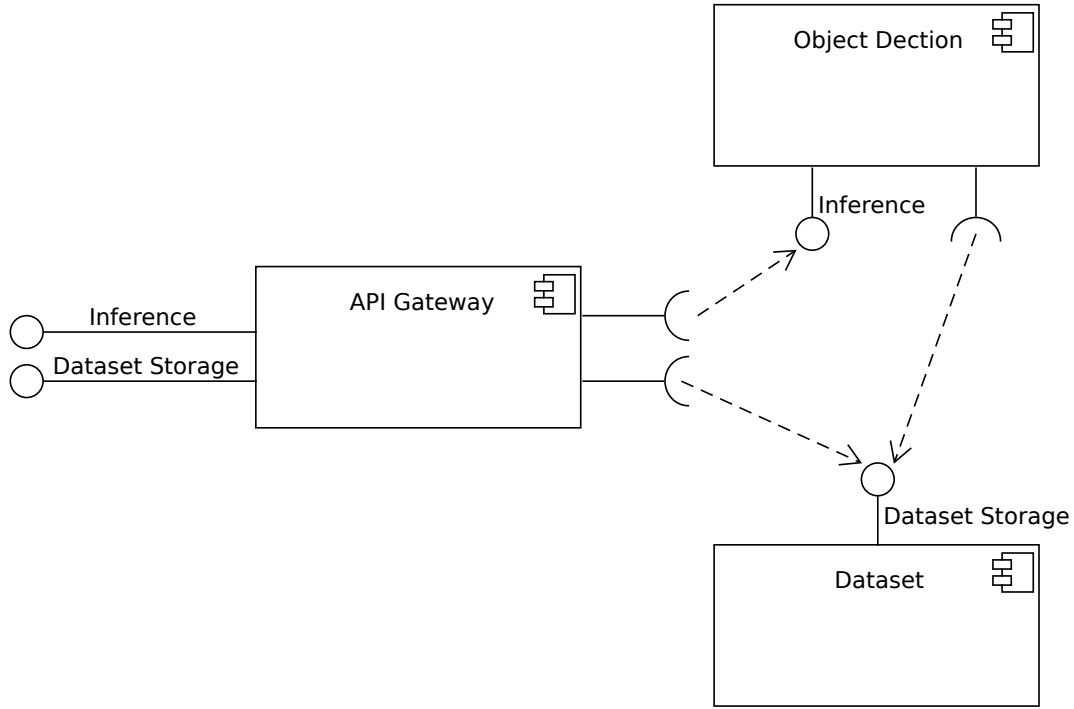 Object Dection
Inference
API Gateway
Inference
Dataset Storage
Dataset Storage
Dataset